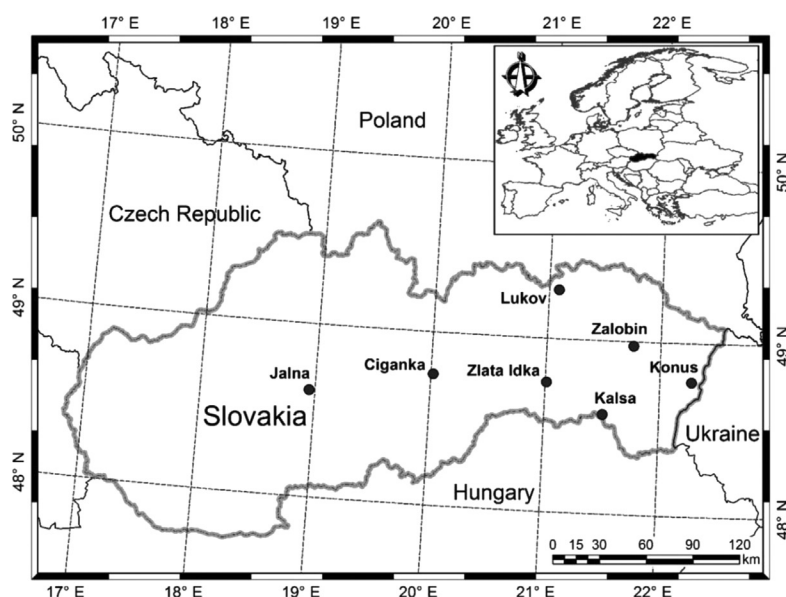 17° E 18° E 19° E 20° E 21° E 22° E
50° N
50° N
Poland
Czech Republic
49° N
49° N
Lukov
Zalobin
Jalna
Ciganka
Zlata Idka
Konus
Kalsa
Slovakia
Ukraine
48° N
48° N
Hungary
0 15 30 60 90 120
km
17° E 18° E 19° E 20° E 21° E 22° E